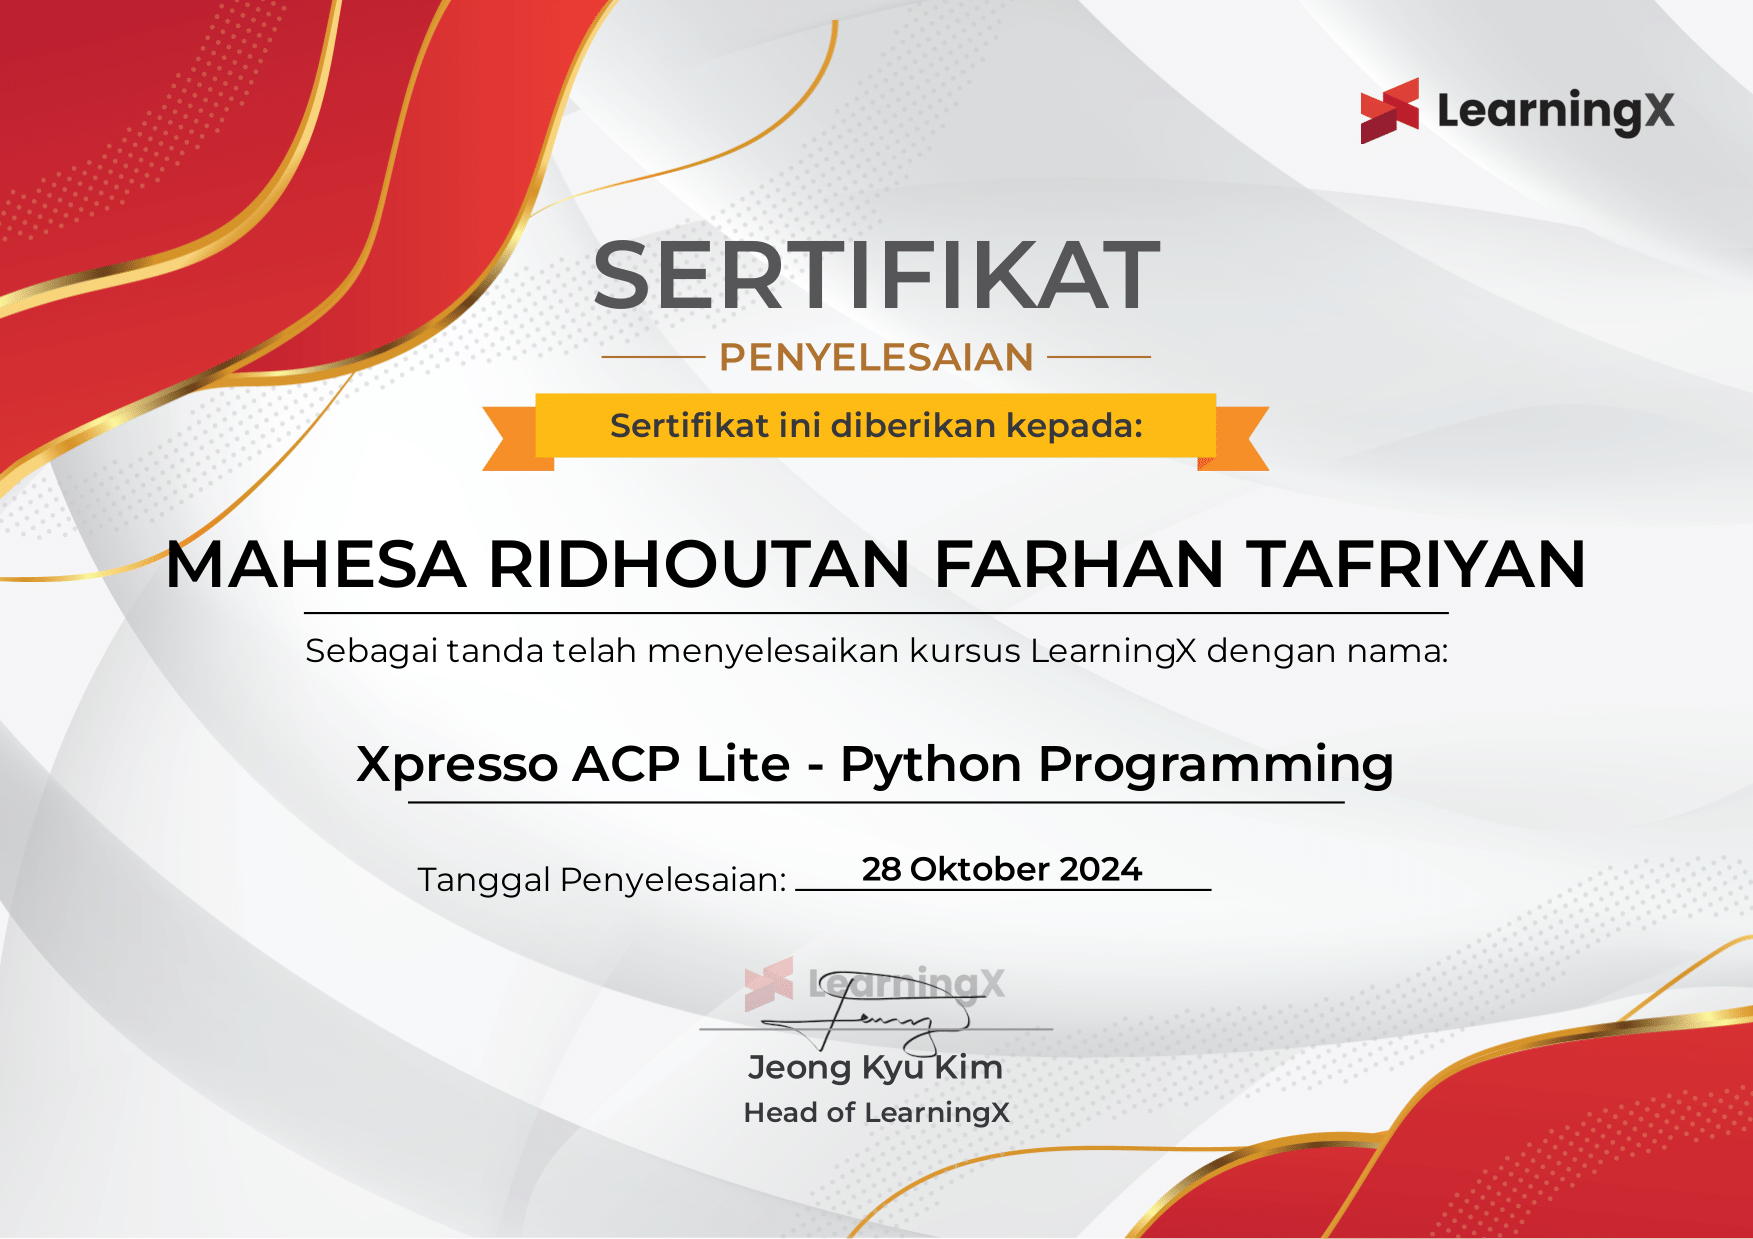 LearningX
SERTIFIKAT
PENYELESAIAN
Sertifikat ini diberikan kepada:
MAHESA RIDHOUTAN FARHAN TAFRIYAN
Sebagai tanda telah menyelesaikan kursus LearningX dengan nama:
Xpresso ACP Lite - Python Programming
Tanggal Penyelesaian: 28 Oktober 2024
LearningX
Jeong Kyu Kim
Head of LearningX